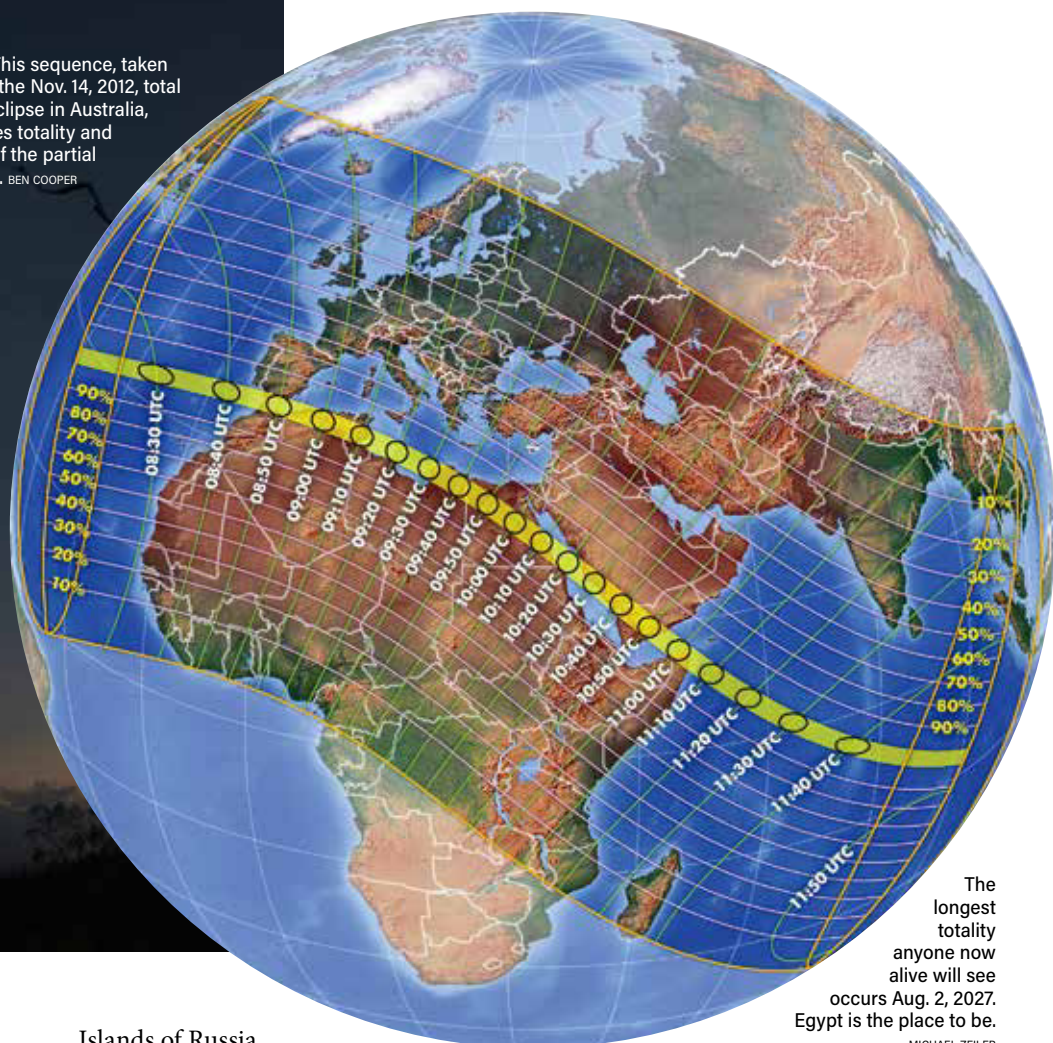 This sequence, taken
the Nov. 14, 2012, total
clipse in Australia,
es totality and
f the partial
. BEN COOPER
90%
80%
70%
60%
50%
40%
30%
20%
10%
08:30 UTC
08:40 UTC
08:50 UTC
09:00 UTC
09:10 UTC
09:20 UTC
09:30 UTC
09:40 UTC
09:50 UTC
10:00 UTC
10:10 UTC
10:20 UTC
10:30 UTC
10:40 UTC
10:50 UTC
11:00 UTC
11:10 UTC
11:20 UTC
11:30 UTC
11:40 UTC
11:50 UTC
10%
20%
30%
40%
50%
60%
70%
80%
90%
The
longest
totality
anyone now
alive will see
occurs Aug. 2, 2027.
Egypt is the place to be.
MICHAEL ZEILER
Islands of Russia